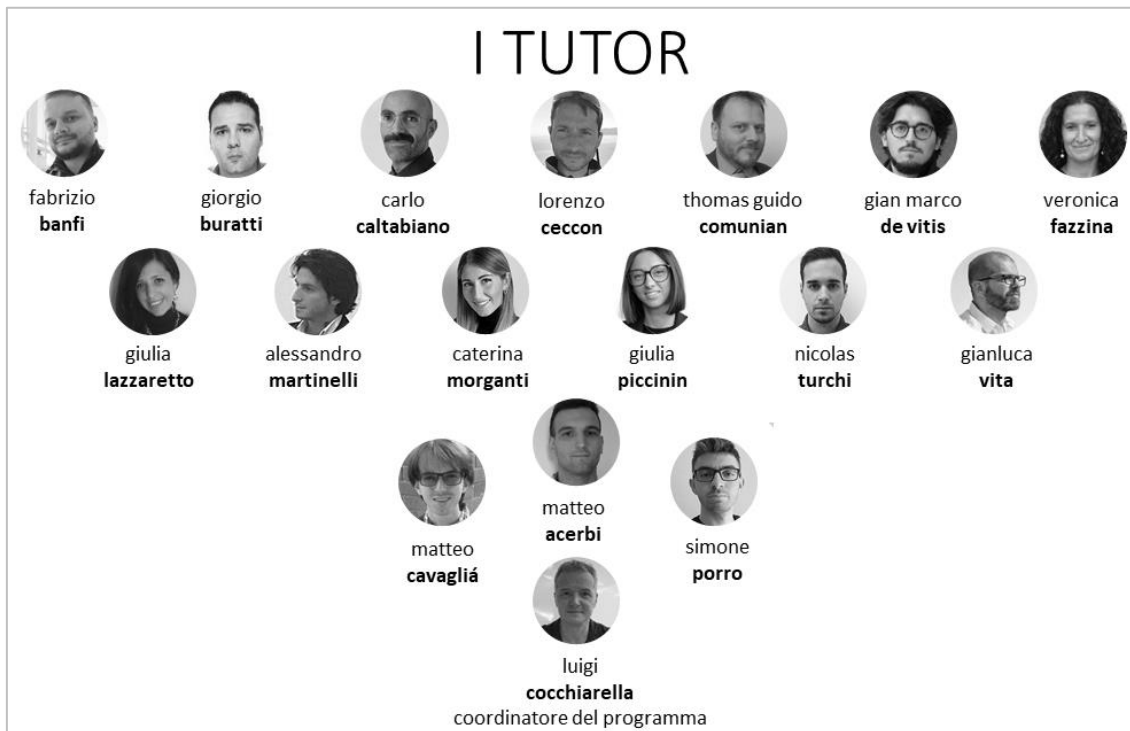 I TUTOR
fabrizio
banfi
giorgio
buratti
carlo
caltabiano
lorenzo
ceccon
thomas guido
comunian
gian marco
de vitis
veronica
fazzina
giulia
lazzaretto
alessandro
martinelli
caterina
morganti
giulia
piccinin
nicolas
turchi
gianluca
vita
matteo
cavagliá
matteo
acerbi
simone
porro
luigi
cocchiarella
coordinatore del programma